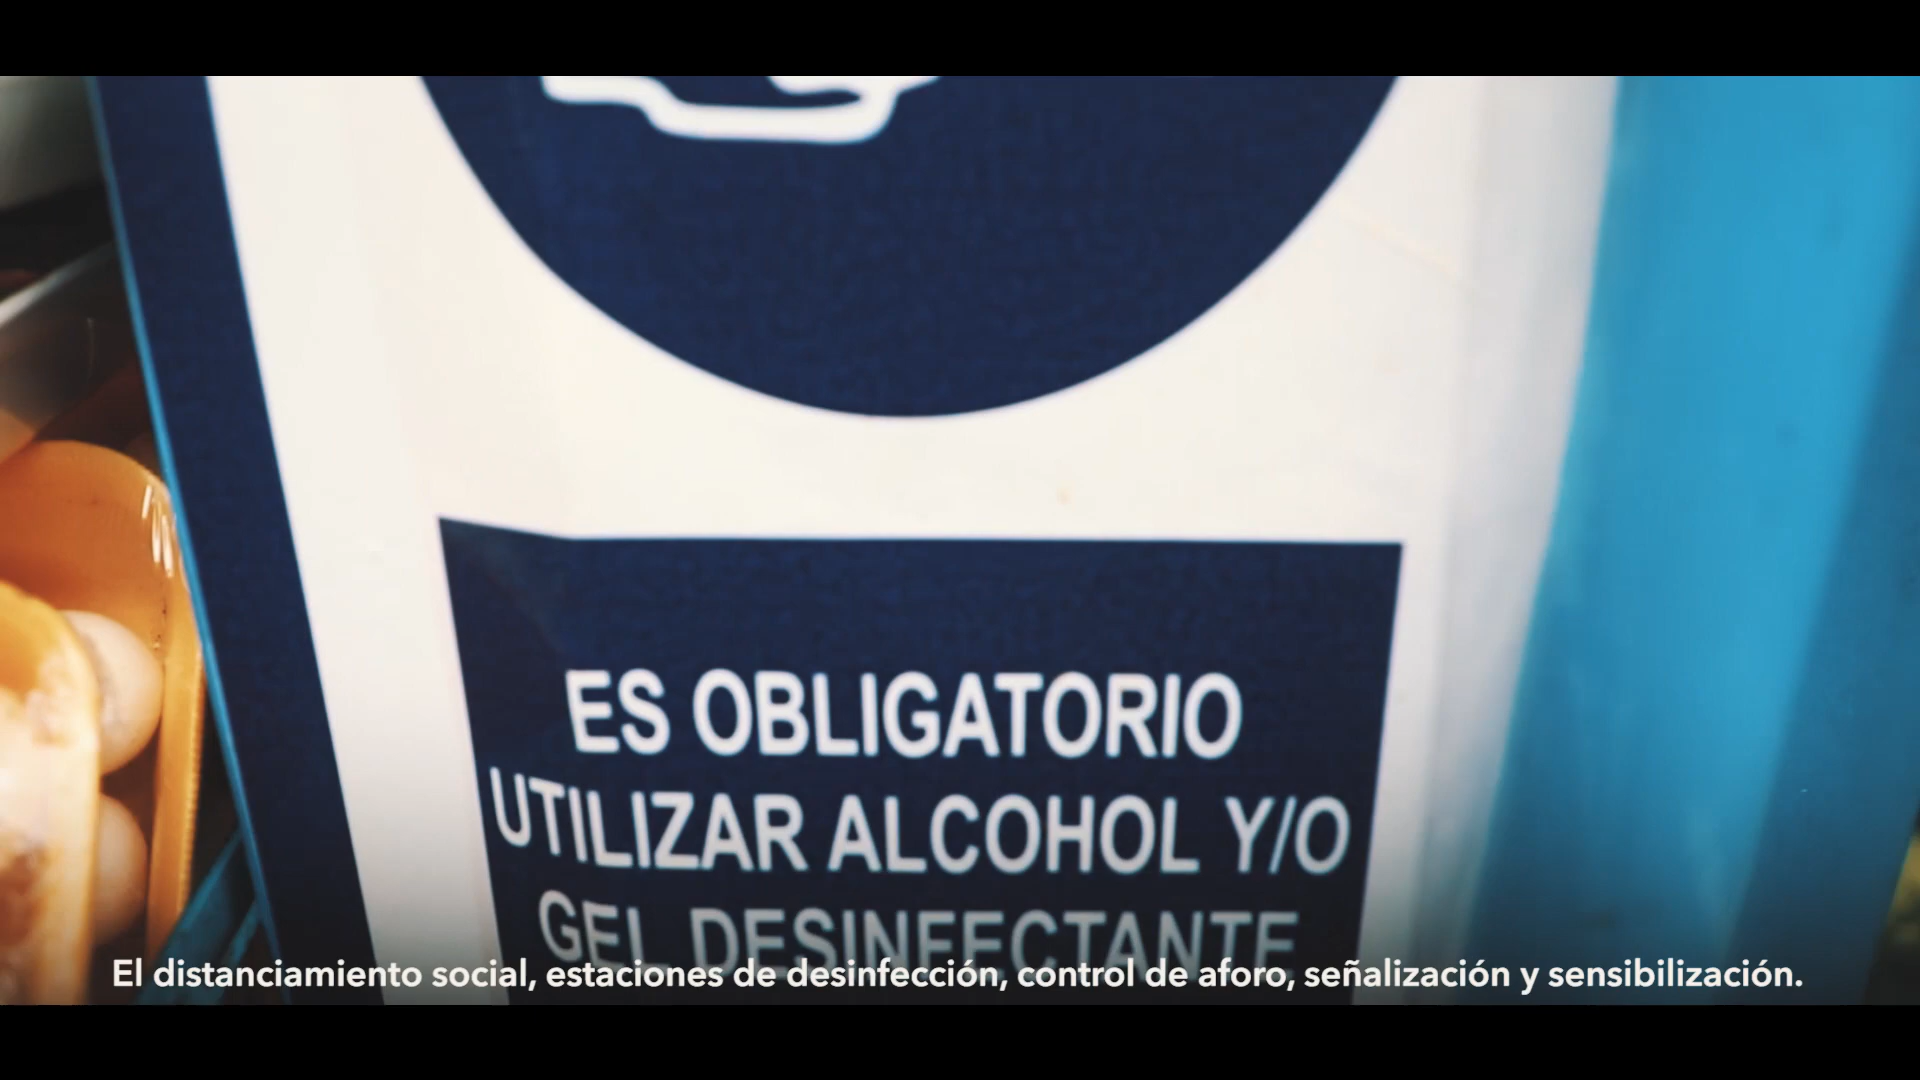 ES OBLIGATORIO
UTILIZAR ALCOHOL Y/O
GEL DESINFECTANTE
El distanciamiento social, estaciones de desinfección, control de aforo, señalización y sensibilización.